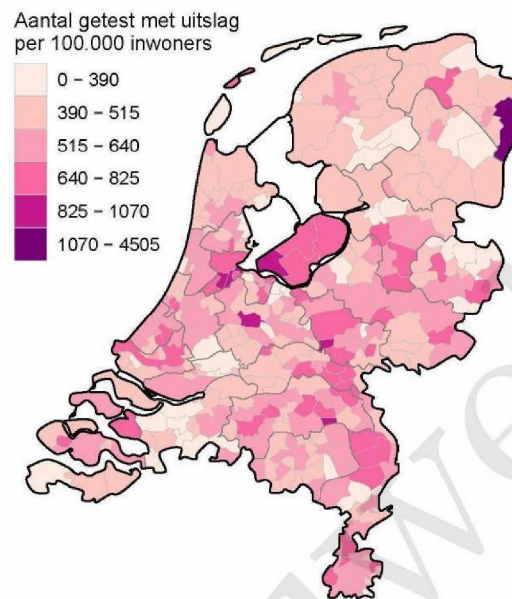 Aantal getest met uitslag
per 100.000 inwoners
0 – 390
390 – 515
515 – 640
640 – 825
825 – 1070
1070 – 4505